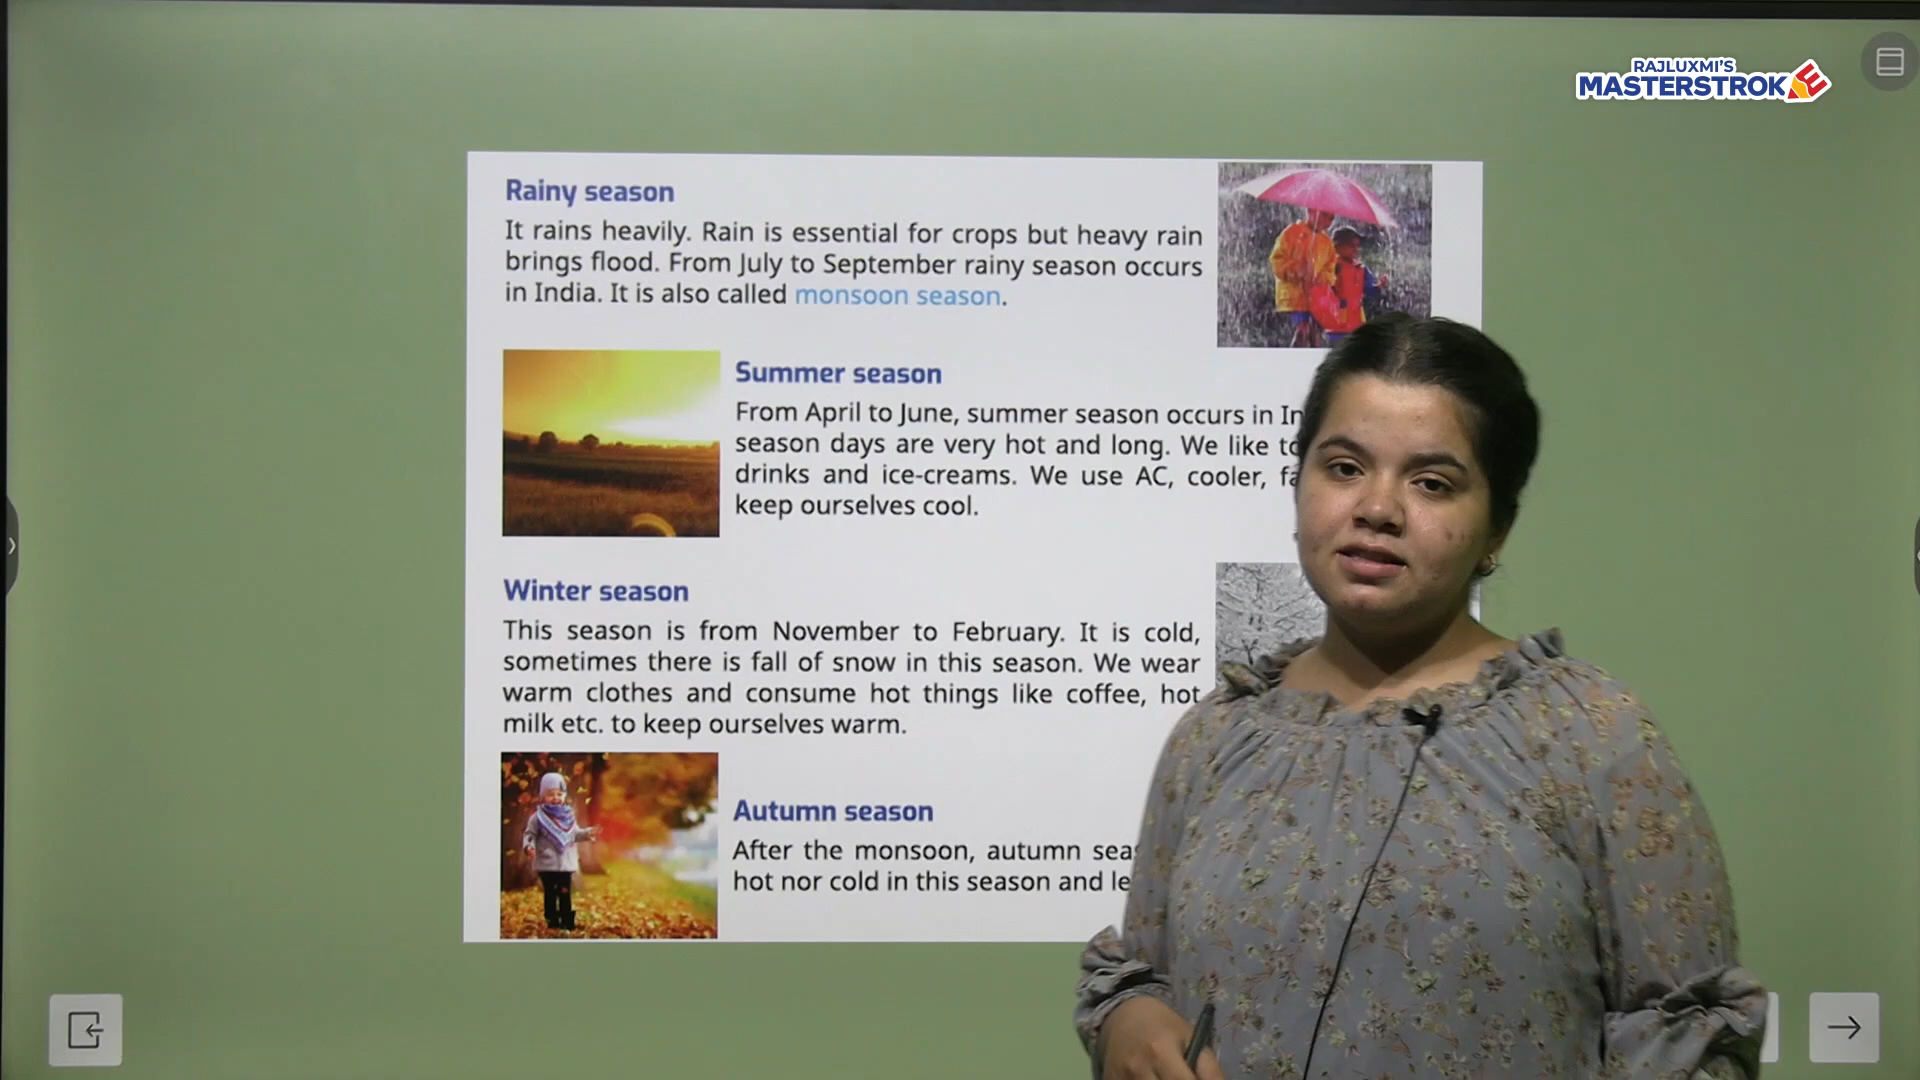 RAJLUXMI'S
MASTERSTROKE
Rainy season
It rains heavily. Rain is essential for crops but heavy rain
brings flood. From July to September rainy season occurs
in India. It is also called monsoon season.
Summer season
From April to June, summer season occurs in
season days are very hot and long. We like
drinks and ice-creams. We use AC, cooler,
keep ourselves cool.
Winter season
This season is from November to February. It is cold,
sometimes there is fall of snow in this season. We wear
warm clothes and consume hot things like coffee, hot
milk etc. to keep ourselves warm.
Autumn season
After the monsoon, autumn
hot nor cold in this season and